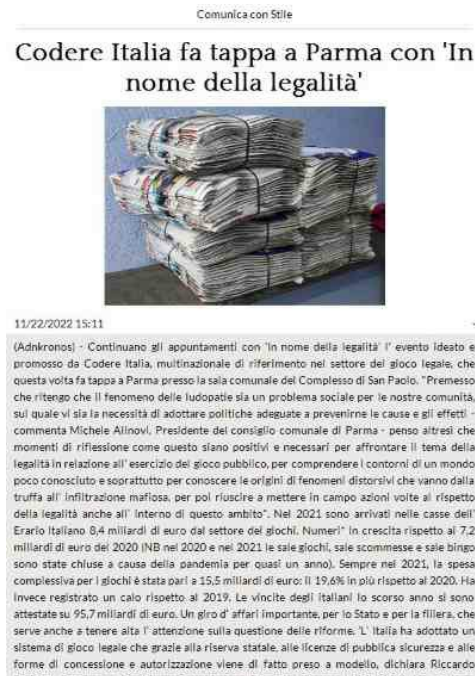 Comunica con Stile
Codere Italia fa tappa a Parma con 'In
nome della legalità'
11/22/2022 15:11
(Adnkronos) - Continuano gli appuntamenti con 'In nome della legalità' l' evento ideato e
promosso da Codere Italia, multinazionale di riferimento nel settore del gioco legale, che
questa volta fa tappa a Parma presso la sala comunale del Complesso di San Paolo. "Premesso
che ritengo che il fenomeno delle ludopatie sia un problema sociale per le nostre comunità,
sul quale vi sia la necessità di adottare politiche adeguate a prevenirne le cause e gli effetti -
commenta Michele Alinovi, Presidente del consiglio comunale di Parma - penso altresì che
momenti di riflessione come questo siano positivi e necessari per affrontare il tema della
legalità in relazione all' esercizio del gioco pubblico, per comprendere i contorni di un mondo
poco conosciuto e soprattutto per conoscere le origini di fenomeni distorsivi che vanno dalla
truffa all' infiltrazione mafiosa, per poi riuscire a mettere in campo azioni volte al rispetto
della legalità anche all' interno di questo ambito". Nel 2021 sono arrivati nelle casse dell'
Erario Italiano 8,4 miliardi di euro dal settore dei giochi. Numeri" in crescita rispetto ai 7,2
miliardi di euro del 2020 (NB nel 2020 e nel 2021 le sale giochi, sale scommesse e sale bingo
sono state chiuse a causa della pandemia per quasi un anno). Sempre nel 2021, la spesa
complessiva per i giochi è stata pari a 15,5 miliardi di euro: il 19,6% in più rispetto al 2020. Ha
invece registrato un calo rispetto al 2019. Le vincite degli italiani lo scorso anno si sono
attestate su 95,7 miliardi di euro. Un giro d' affari importante, per lo Stato e per la filiera, che
serve anche a tenere alta l' attenzione sulla questione delle riforme. 'L' Italia ha adottato un
sistema di gioco legale che grazie alla riserva statale, alle licenze di pubblica sicurezza e alle
forme di concessione e autorizzazione viene di fatto preso a modello, dichiara Riccardo